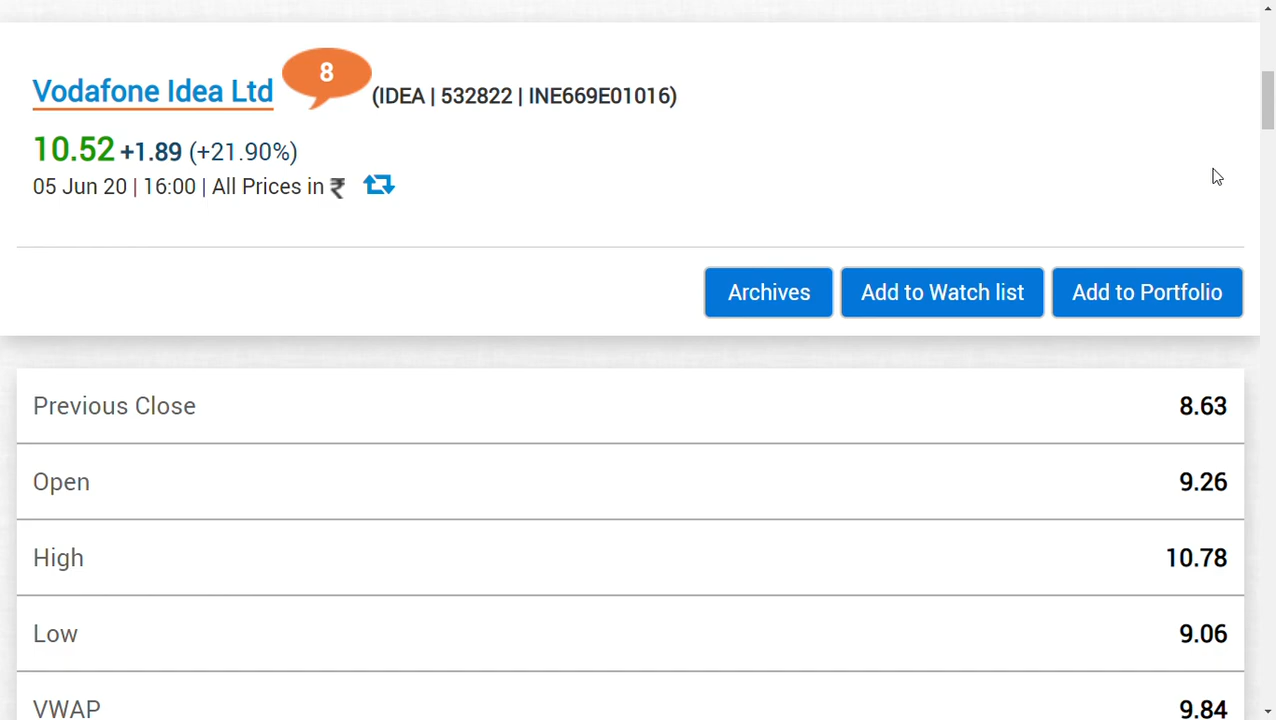 Vodafone Idea Ltd 8 (IDEA | 532822 | INE669E01016)
10.52 +1.89 (+21.90%)
05 Jun 20 | 16:00 | All Prices in ₹
Archives Add to Watch list Add to Portfolio
Previous Close 8.63
Open 9.26
High 10.78
Low 9.06
VWAP 9.84